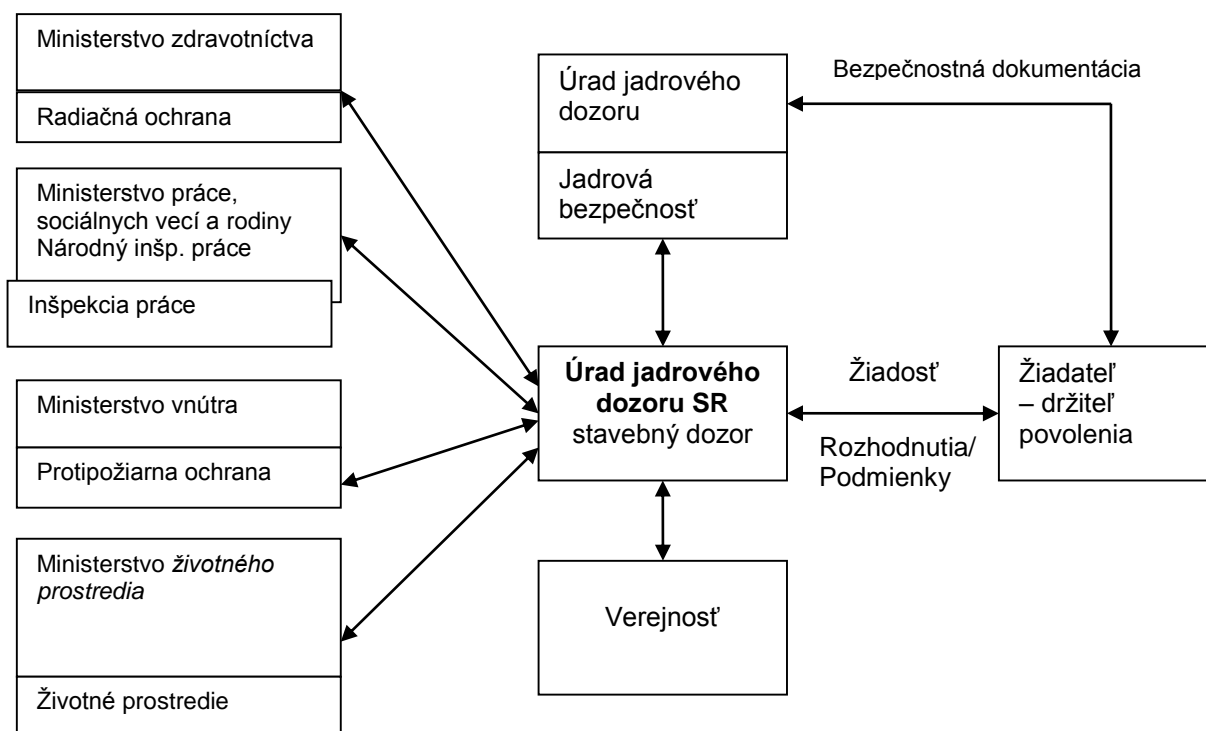 Ministerstvo zdravotníctva
Radiačná ochrana
Ministerstvo práce,
sociálnych vecí a rodiny
Národný inšp. práce
Inšpekcia práce
Ministerstvo vnútra
Protipožiarna ochrana
Ministerstvo životného
prostredia
Životné prostredie
Úrad jadrového
dozoru
Jadrová
bezpečnosť
Bezpečnostná dokumentácia
Úrad jadrového
dozoru SR
stavebný dozor
Žiadosť
Rozhodnutia/
Podmienky
Žiadateľ
– držiteľ
povolenia
Verejnosť